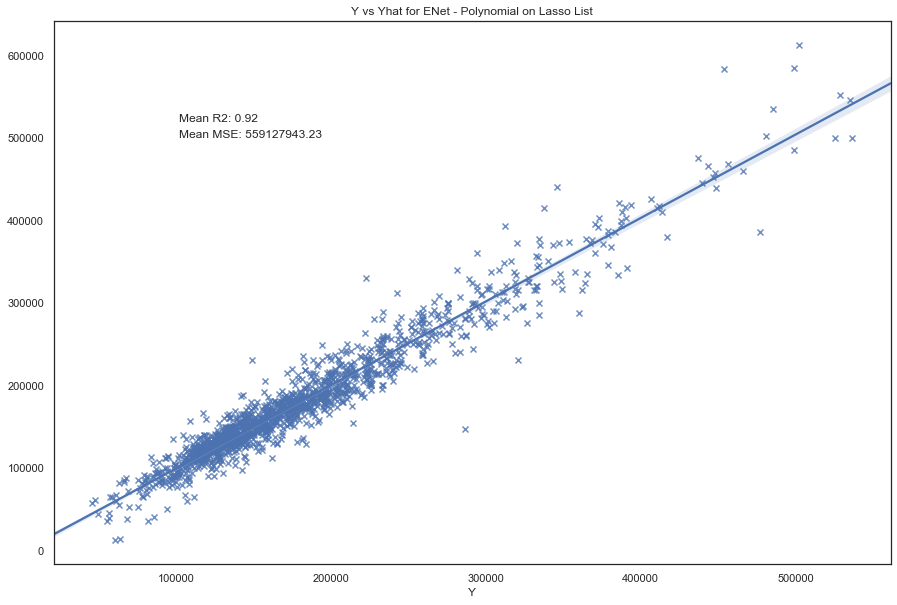 Y vs Yhat for ENet - Polynomial on Lasso List
600000
Mean R2: 0.92
Mean MSE: 559127943.23
500000
400000
300000
200000
100000
0
100000 200000 300000 400000 500000
Y